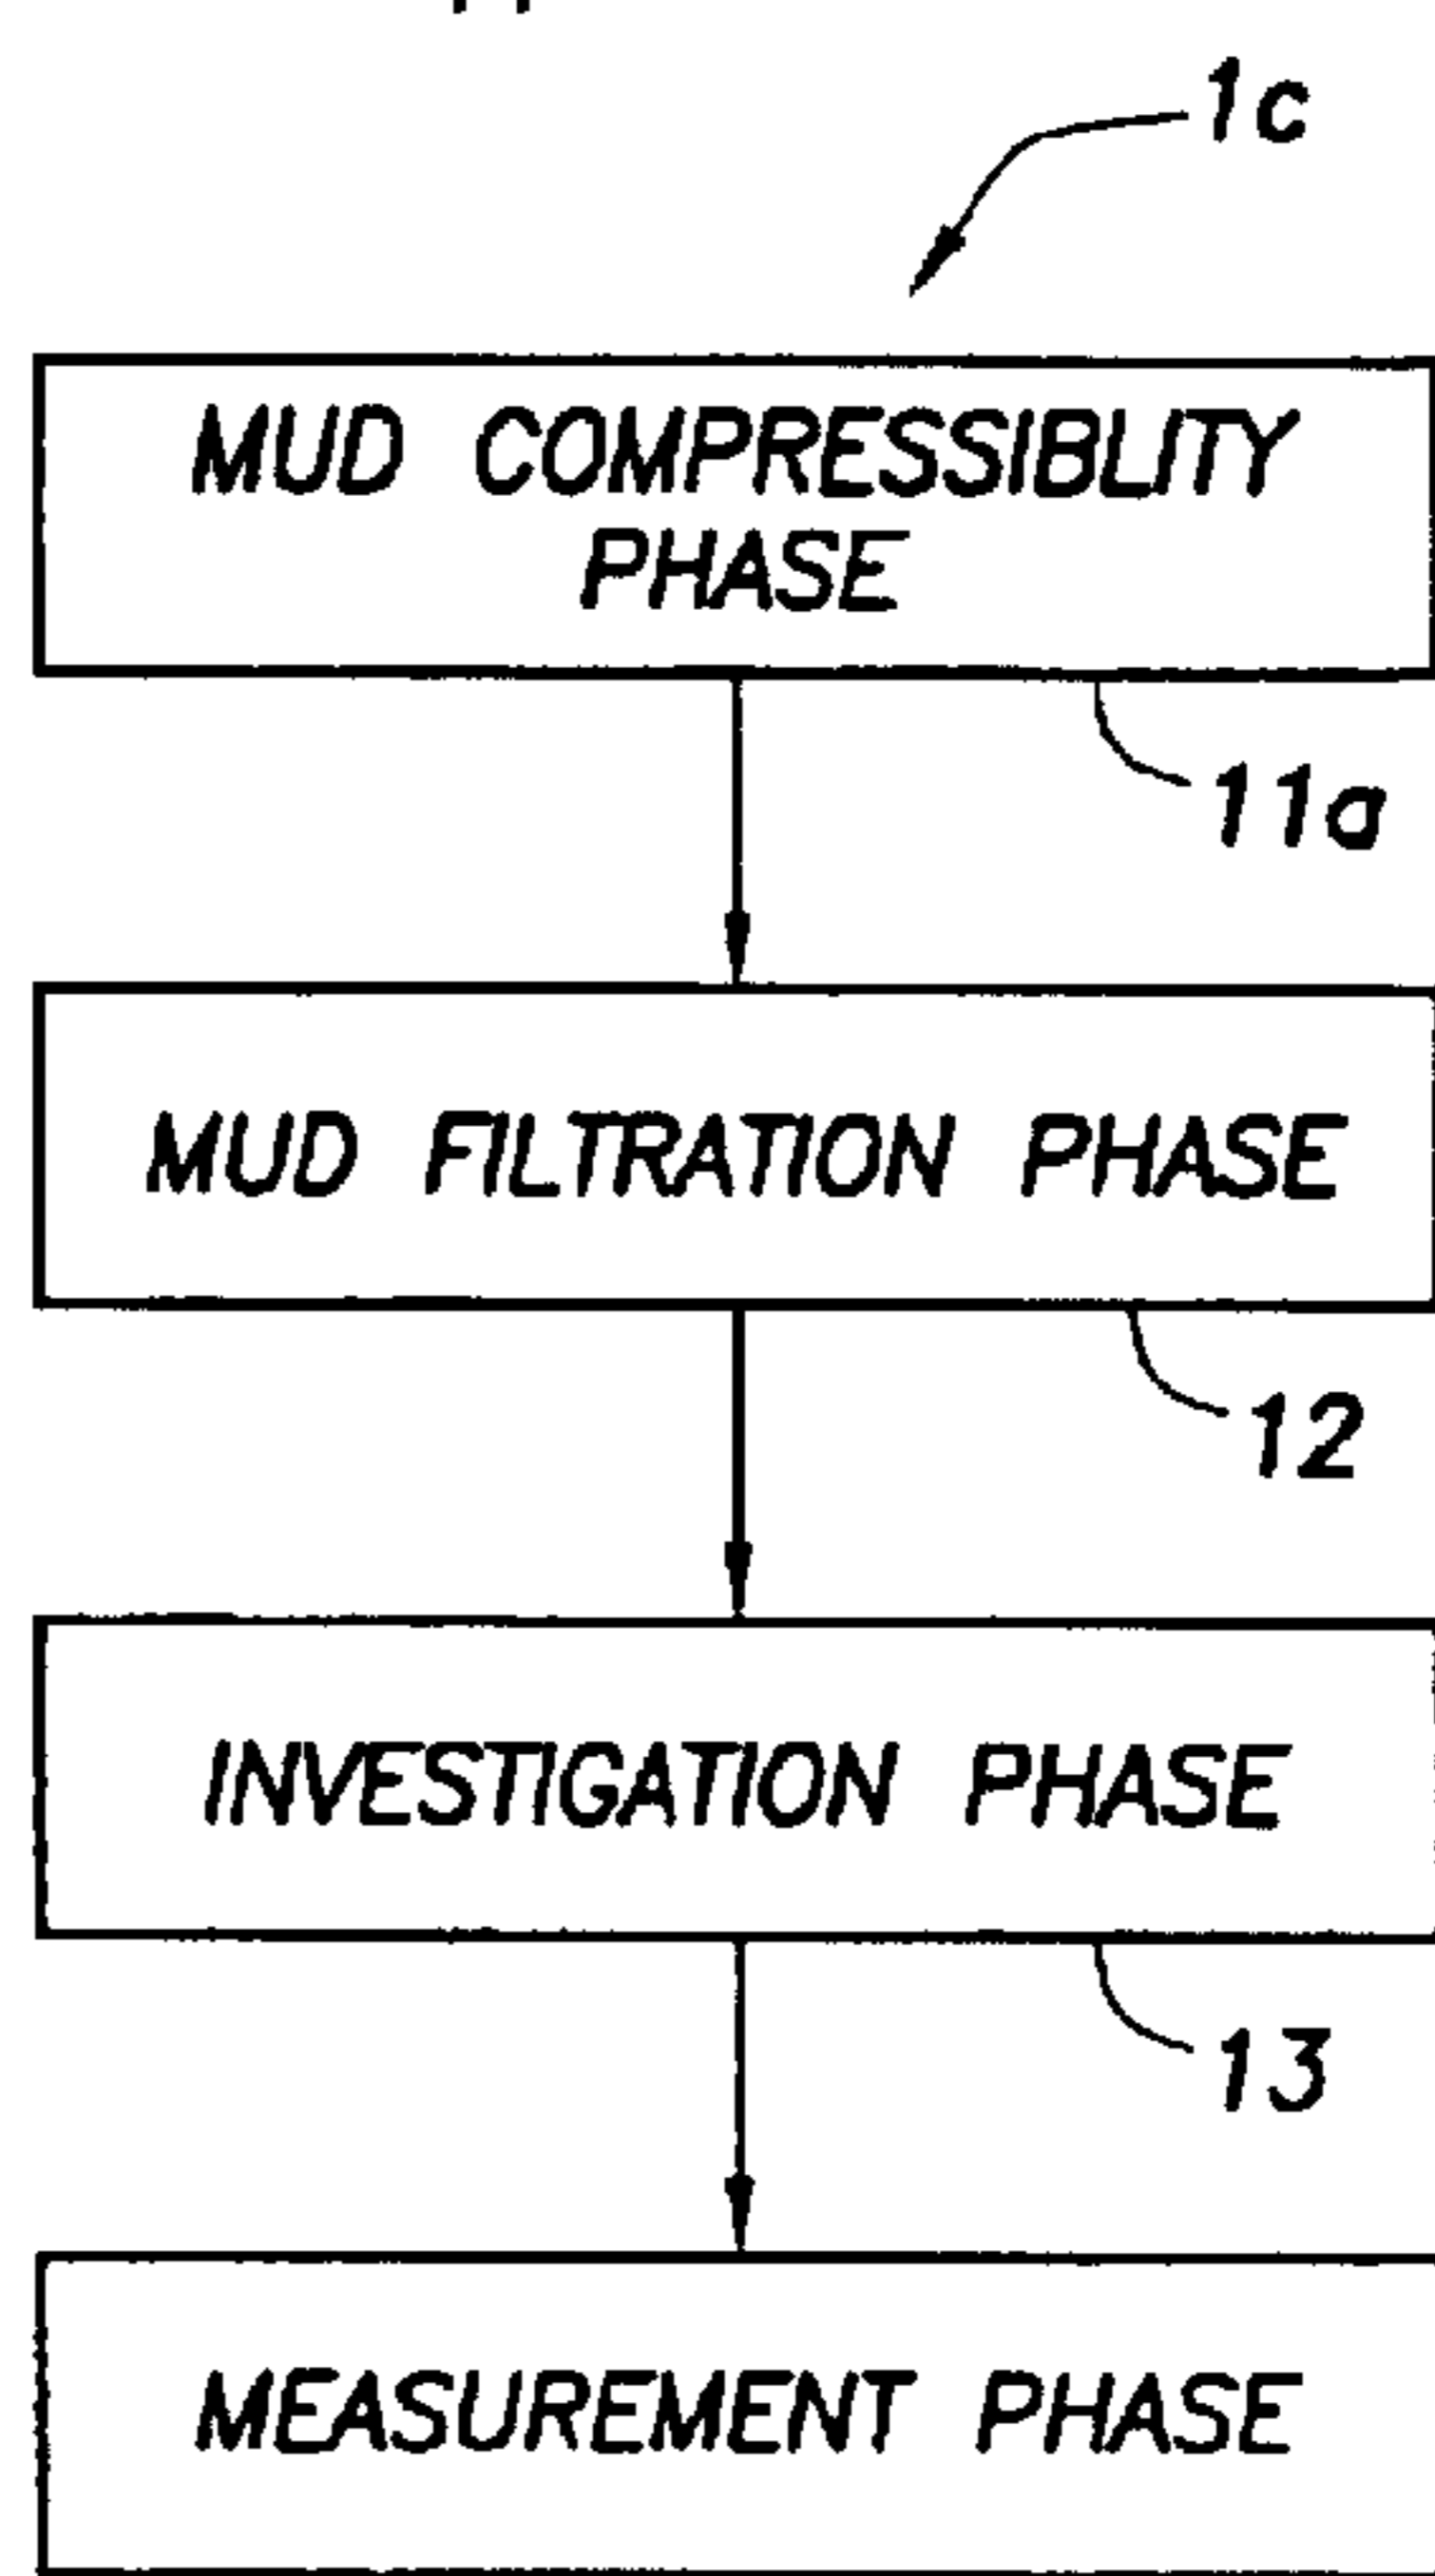 1c
MUD COMPRESSIBLITY
PHASE
11a
MUD FILTRATION PHASE
12
INVESTIGATION PHASE
13
MEASUREMENT PHASE